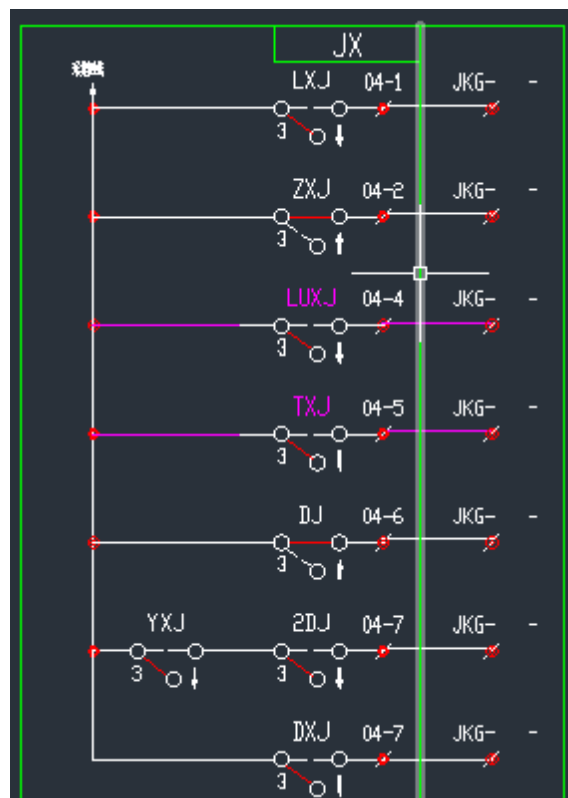 JX
LXJ 04-1 JKG- -
3
ZXJ 04-2 JKG- -
3
LUXJ 04-4 JKG- -
3
TXJ 04-5 JKG- -
3
DJ 04-6 JKG- -
3
YXJ 2DJ 04-7 JKG- -
3 3
DXJ 04-7 JKG- -
3